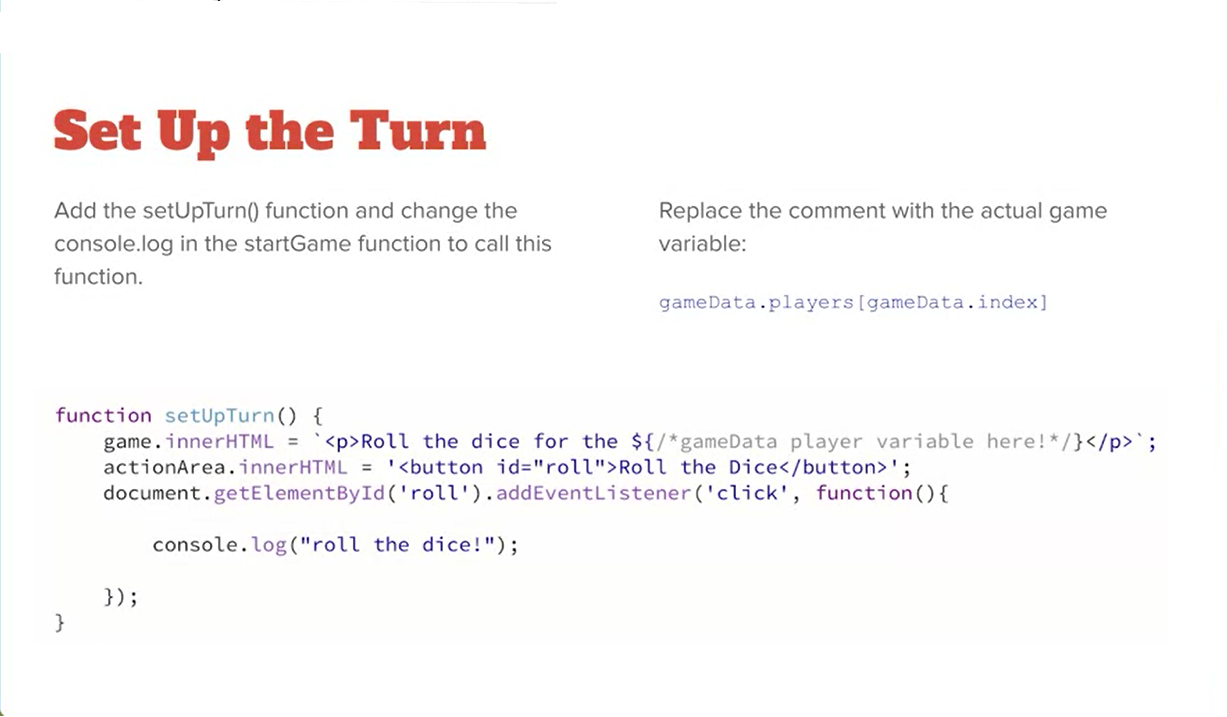 Set Up the Turn
Add the setUpTurn() function and change the
console.log in the startGame function to call this
function.
Replace the comment with the actual game
variable:
gameData.players[gameData.index]
function setUpTurn() {
    game.innerHTML = `<p>Roll the dice for the ${/*gameData player variable here!*/}</p>`;
    actionArea.innerHTML = '<button id="roll">Roll the Dice</button>';
    document.getElementById('roll').addEventListener('click', function(){
        console.log("roll the dice!");
    });
}